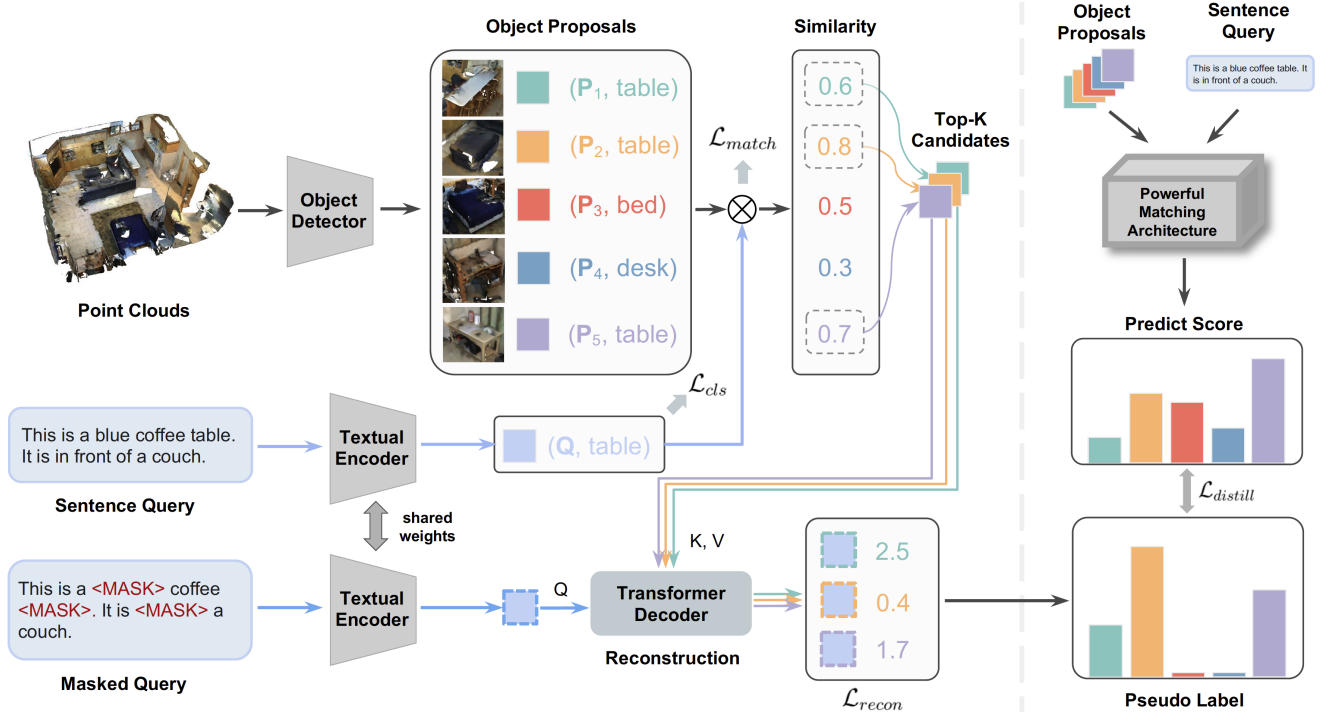 Object Proposals
Similarity
Object
Proposals
Sentence
Query
(P1, table)
(P2, table)
(P3, bed)
(P4, desk)
(P5, table)
0.6
0.8
0.5
0.3
0.7
Top-K
Candidates
This is a blue coffee table. It
is in front of a couch.
Object
Detector
Point Clouds
ℒmatch
Powerful
Matching
Architecture
Predict Score
ℒcls
This is a blue coffee table.
It is in front of a couch.
Sentence Query
Textual
Encoder
(Q, table)
shared
weights
ℒdistill
K, V
This is a <MASK> coffee
<MASK>. It is <MASK> a
couch.
Masked Query
Textual
Encoder
Q
Transformer
Decoder
Reconstruction
2.5
0.4
1.7
ℒrecon
Pseudo Label